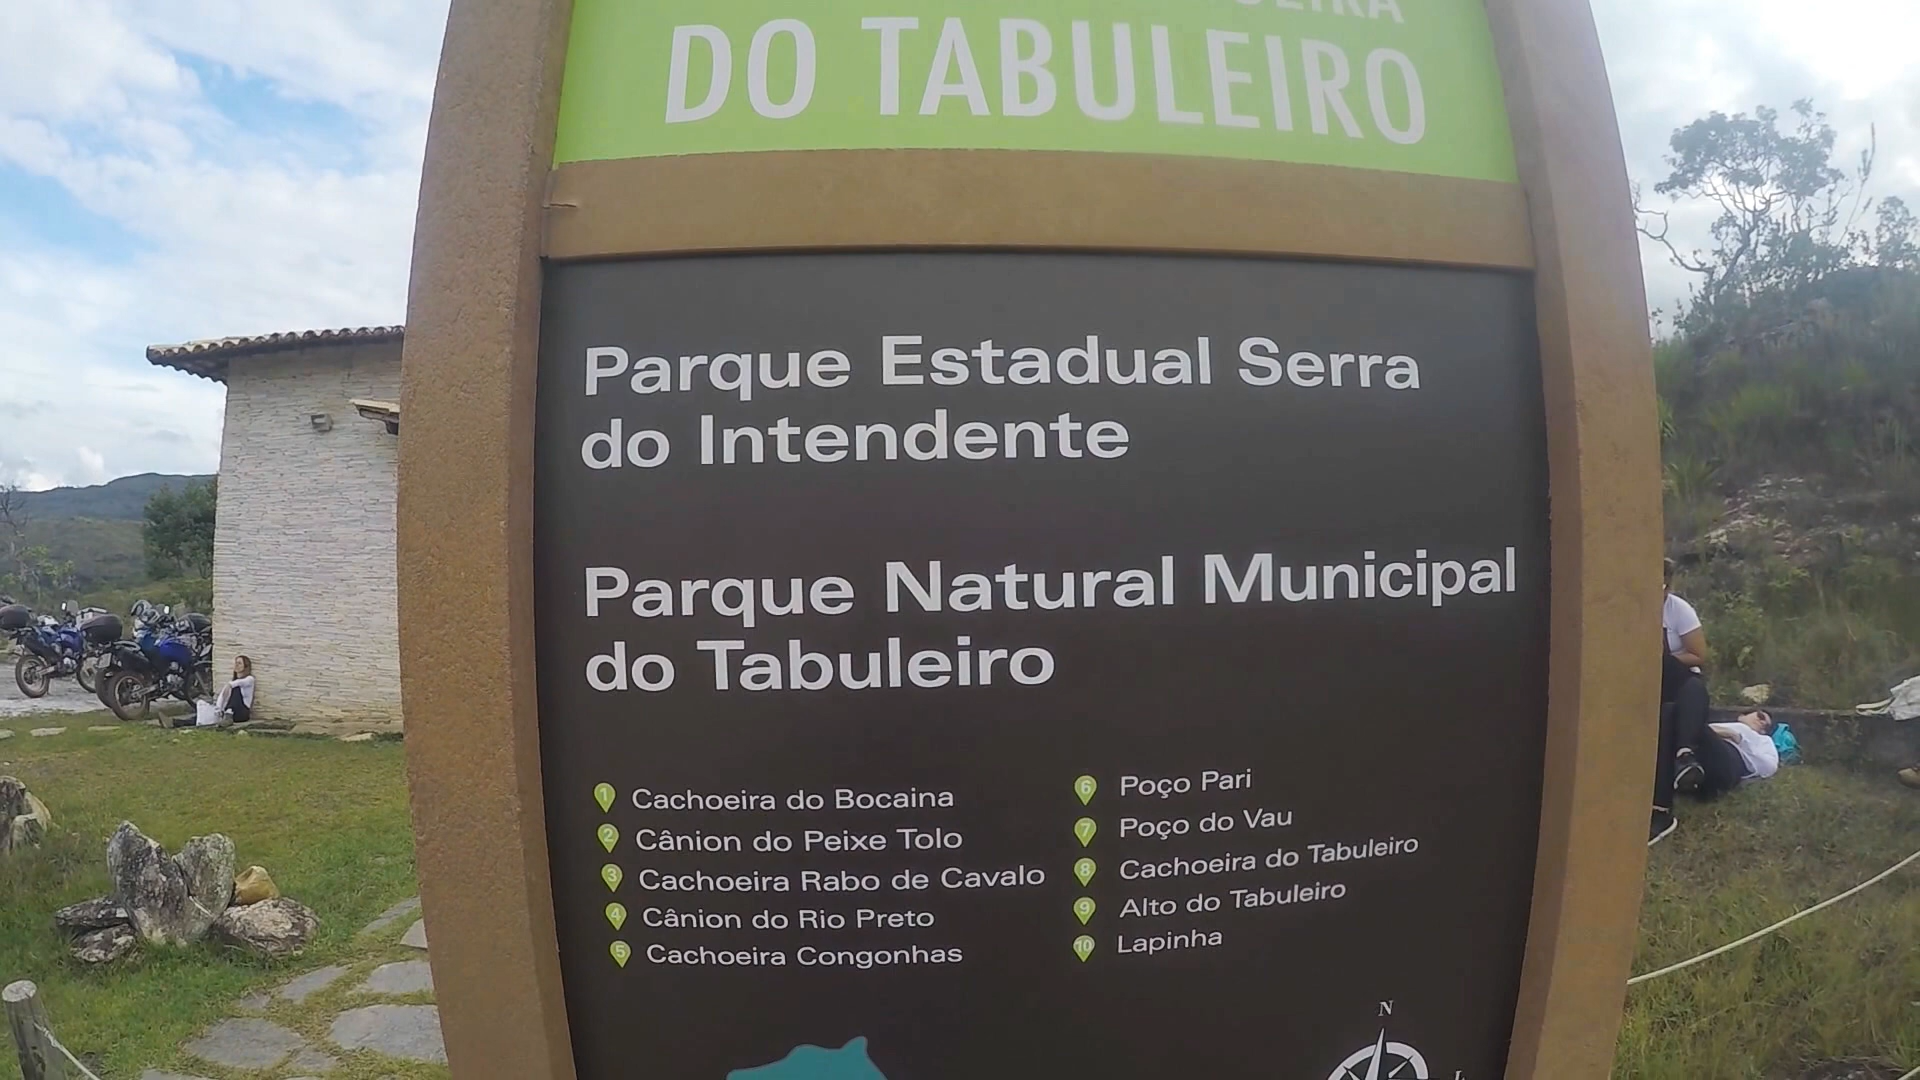 DO TABULEIRO
Parque Estadual Serra
do Intendente
Parque Natural Municipal
do Tabuleiro
1 Cachoeira do Bocaina
2 Cânion do Peixe Tolo
3 Cachoeira Rabo de Cavalo
4 Cânion do Rio Preto
5 Cachoeira Congonhas
6 Poço Pari
7 Poço do Vau
8 Cachoeira do Tabuleiro
9 Alto do Tabuleiro
10 Lapinha
N